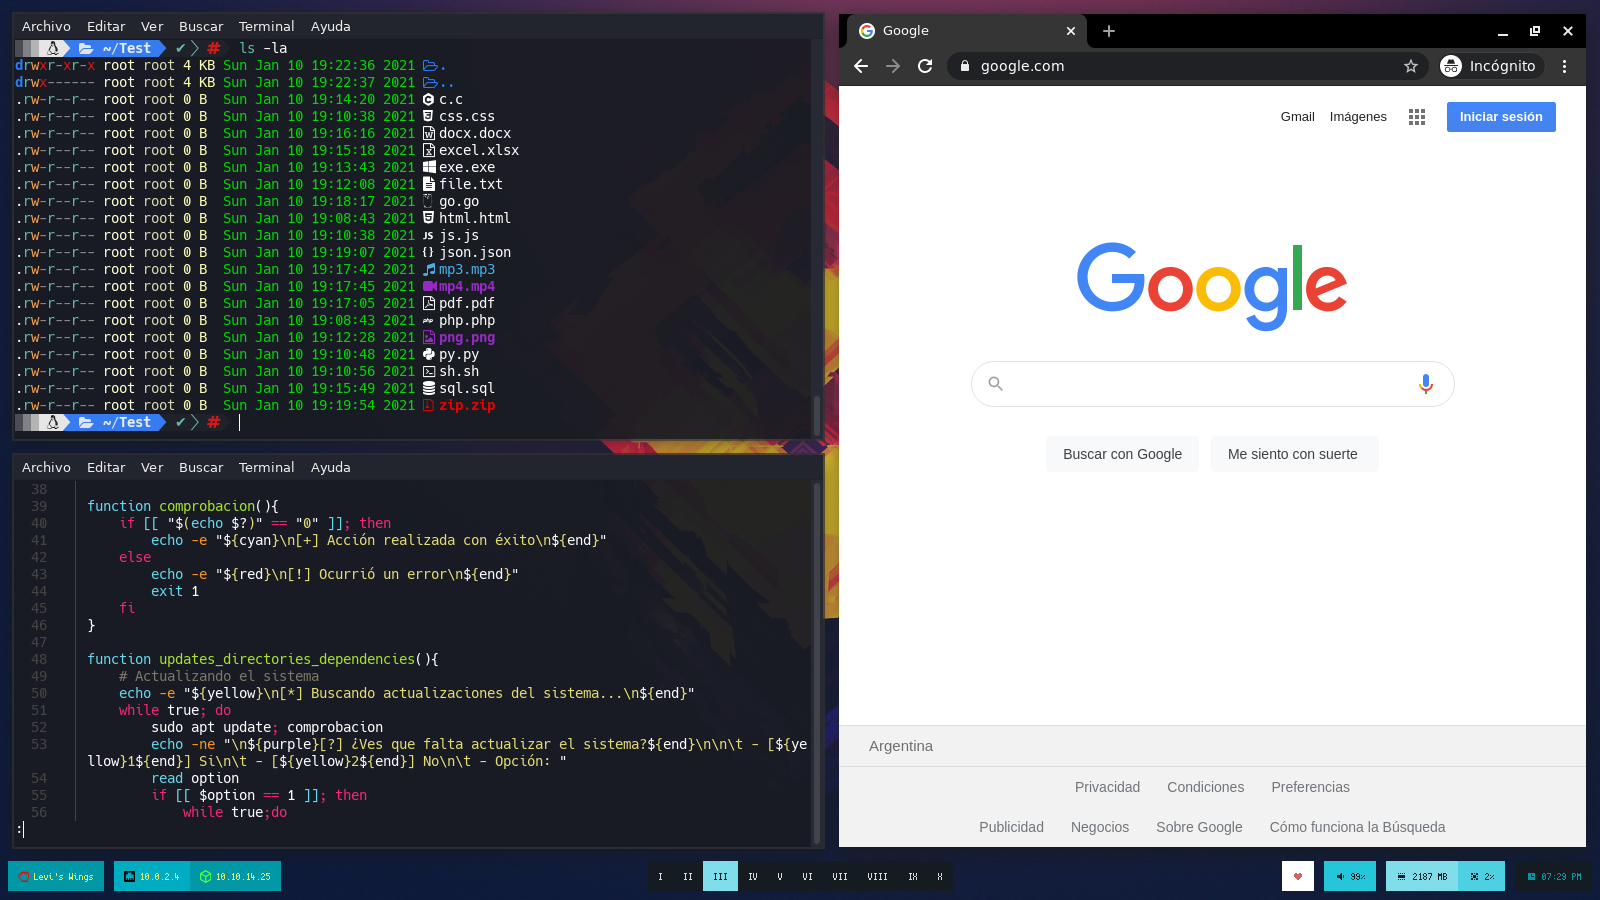 Archivo Editar Ver Buscar Terminal Ayuda
~/Test ✔ # ls -la
drwxr-xr-x root root 4 KB Sun Jan 10 19:22:36 2021 .
drwx------ root root 4 KB Sun Jan 10 19:22:37 2021 ..
.rw-r--r-- root root 0 B Sun Jan 10 19:14:20 2021 c.c
.rw-r--r-- root root 0 B Sun Jan 10 19:10:38 2021 css.css
.rw-r--r-- root root 0 B Sun Jan 10 19:16:16 2021 docx.docx
.rw-r--r-- root root 0 B Sun Jan 10 19:15:18 2021 excel.xlsx
.rw-r--r-- root root 0 B Sun Jan 10 19:13:43 2021 exe.exe
.rw-r--r-- root root 0 B Sun Jan 10 19:12:08 2021 file.txt
.rw-r--r-- root root 0 B Sun Jan 10 19:18:17 2021 go.go
.rw-r--r-- root root 0 B Sun Jan 10 19:08:43 2021 html.html
.rw-r--r-- root root 0 B Sun Jan 10 19:10:38 2021 JS js.js
.rw-r--r-- root root 0 B Sun Jan 10 19:19:07 2021 {} json.json
.rw-r--r-- root root 0 B Sun Jan 10 19:17:42 2021 mp3.mp3
.rw-r--r-- root root 0 B Sun Jan 10 19:17:45 2021 mp4.mp4
.rw-r--r-- root root 0 B Sun Jan 10 19:17:05 2021 pdf.pdf
.rw-r--r-- root root 0 B Sun Jan 10 19:08:43 2021 php php.php
.rw-r--r-- root root 0 B Sun Jan 10 19:12:28 2021 png.png
.rw-r--r-- root root 0 B Sun Jan 10 19:10:48 2021 py.py
.rw-r--r-- root root 0 B Sun Jan 10 19:10:56 2021 sh.sh
.rw-r--r-- root root 0 B Sun Jan 10 19:15:49 2021 sql.sql
.rw-r--r-- root root 0 B Sun Jan 10 19:19:54 2021 zip.zip
~/Test ✔ #
Archivo Editar Ver Buscar Terminal Ayuda
38
39 function comprobacion(){
40 if [[ "$(echo $?)" == "0" ]]; then
41 echo -e "${cyan}\n[+] Acción realizada con éxito\n${end}"
42 else
43 echo -e "${red}\n[!] Ocurrió un error\n${end}"
44 exit 1
45 fi
46 }
47
48 function updates_directories_dependencies(){
49 # Actualizando el sistema
50 echo -e "${yellow}\n[*] Buscando actualizaciones del sistema...\n${end}"
51 while true; do
52 sudo apt update; comprobacion
53 echo -ne "\n${purple}[?] ¿Ves que falta actualizar el sistema?${end}\n\n\t - [${ye
llow}1${end}] Si\n\t - [${yellow}2${end}] No\n\t - Opción: "
54 read option
55 if [[ $option == 1 ]]; then
56 while true;do
:
Google
google.com
Incógnito
Gmail Imágenes Iniciar sesión
Google
Buscar con Google Me siento con suerte
Argentina
Privacidad Condiciones Preferencias
Publicidad Negocios Sobre Google Cómo funciona la Búsqueda
Levi's Wings 10.0.2.4 10.10.14.25 I II III IV V VI VII VIII IX X 99% 2187 MB 2% 07:29 PM